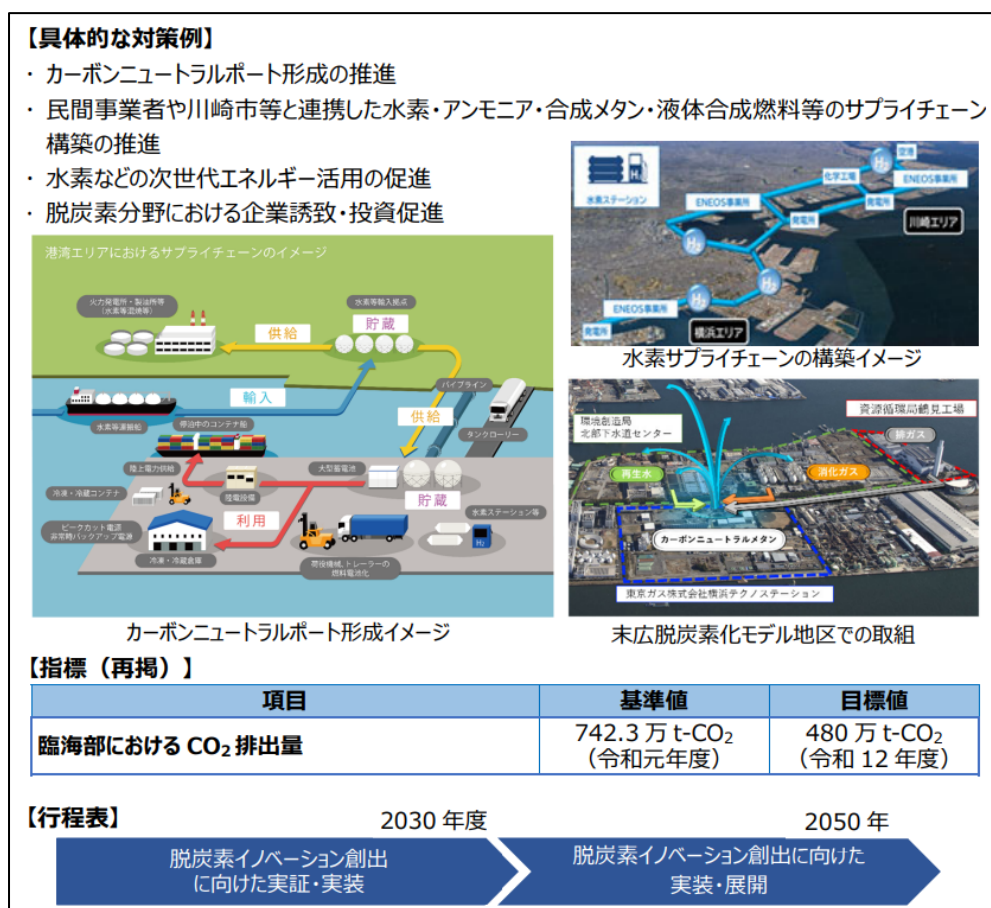 【具体的な対策例】
・ カーボンニュートラルポート形成の推進
・ 民間事業者や川崎市等と連携した水素・アンモニア・合成メタン・液体合成燃料等のサプライチェーン
構築の推進
・ 水素などの次世代エネルギー活用の促進
・ 脱炭素分野における企業誘致・投資促進
港湾エリアにおけるサプライチェーンのイメージ
火力発電所・製油所等
(水素等混焼等)
水素等輸入拠点
供給
貯蔵
輸入
水素等運搬船
停泊中のコンテナ船
供給
パイプライン
タンクローリー
陸上電力供給
冷凍・冷蔵コンテナ
陸電設備
大型蓄電池
貯蔵
利用
水素ステーション等
ピークカット電源
非常時バックアップ電源
冷凍・冷蔵倉庫
荷役機械、トレーラーの
燃料電池化
カーボンニュートラルポート形成イメージ
水素ステーション
H2
空港
化学工場
ENEOS事業所
ENEOS事業所
発電所
発電所
川崎エリア
H2
H2
H2
ENEOS事業所
発電所
横浜エリア
水素サプライチェーンの構築イメージ
環境創造局
北部下水道センター
資源循環局鶴見工場
排ガス
再生水
消化ガス
カーボンニュートラルメタン
東京ガス株式会社横浜テクノステーション
末広脱炭素化モデル地区での取組
【指標（再掲）】
項目
基準値
目標値
臨海部における CO₂ 排出量
742.3 万 t-CO₂
（令和元年度）
480 万 t-CO₂
（令和 12 年度）
【行程表】
2030 年度
2050 年
脱炭素イノベーション創出
に向けた実証・実装
脱炭素イノベーション創出に向けた
実装・展開